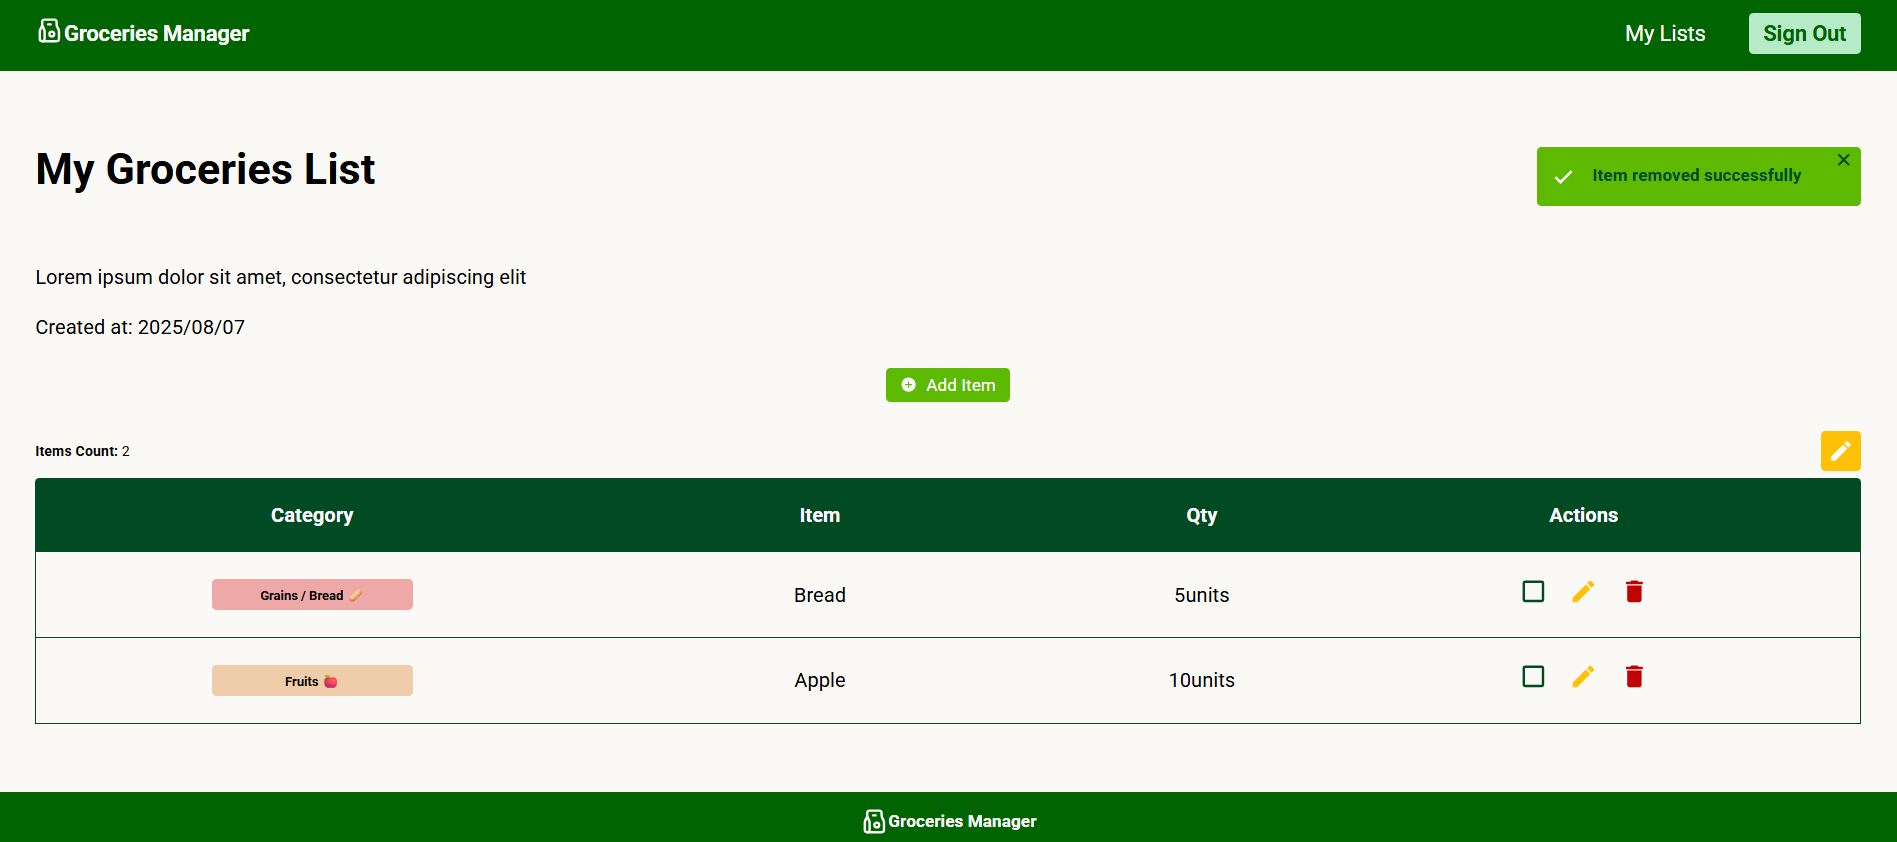 Groceries Manager
My Lists
Sign Out
My Groceries List
Item removed successfully
Lorem ipsum dolor sit amet, consectetur adipiscing elit
Created at: 2025/08/07
Add Item
Items Count: 2
Category Item Qty Actions
Grains / Bread 🥖 Bread 5units
Fruits 🍎 Apple 10units
Groceries Manager